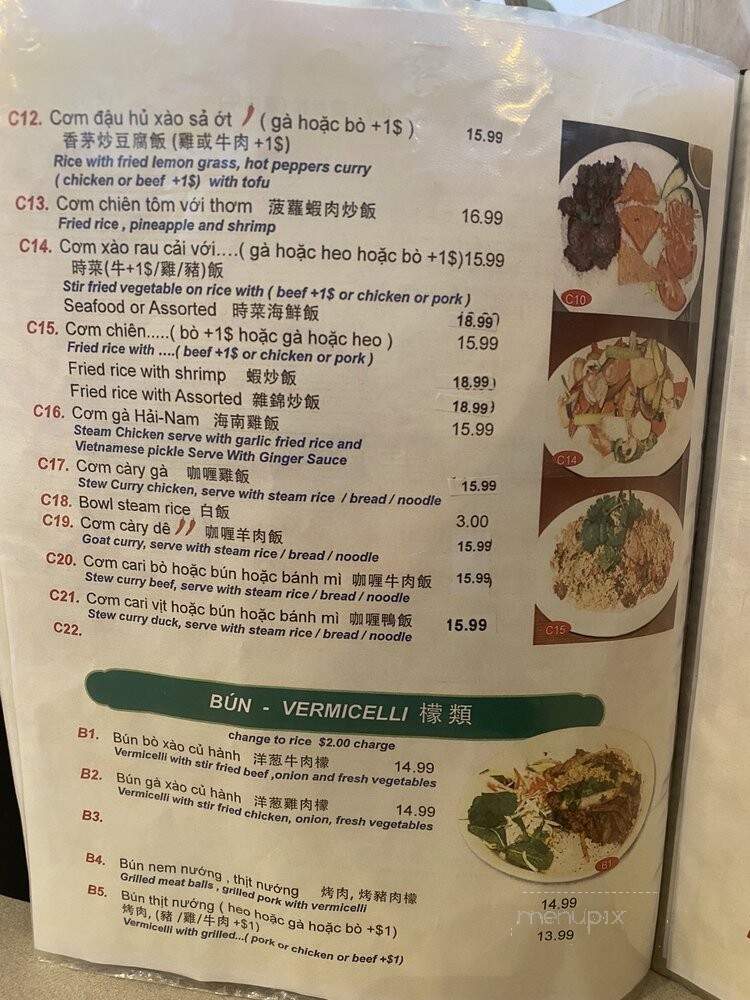 C12. Cơm đậu hủ xào sả ớt ( gà hoặc bò +1$ ) 15.99
香茅炒豆腐飯 (雞或牛肉 +1$)
Rice with fried lemon grass, hot peppers curry
( chicken or beef +1$) with tofu
C13. Cơm chiên tôm với thơm 菠蘿蝦肉炒飯 16.99
Fried rice , pineapple and shrimp
C14. Cơm xào rau cải với....( gà hoặc heo hoặc bò +1$)15.99
時菜(牛+1$/雞/豬)飯
Stir fried vegetable on rice with ( beef +1$ or chicken or pork )
Seafood or Assorted 時菜海鮮飯 18.99
C15. Cơm chiên.....( bò +1$ hoặc gà hoặc heo ) 15.99
Fried rice with ....( beef +1$ or chicken or pork )
Fried rice with shrimp 蝦炒飯 18.99
Fried rice with Assorted 雜錦炒飯 18.99
C16. Cơm gà Hải-Nam 海南雞飯 15.99
Steam Chicken serve with garlic fried rice and
Vietnamese pickle Serve With Ginger Sauce
C17. Cơm càry gà 咖喱雞飯
Stew Curry chicken, serve with steam rice / bread / noodle 15.99
C18. Bowl steam rice 白飯 3.00
C19. Cơm càry dê 咖喱羊肉飯
Goat curry, serve with steam rice / bread / noodle 15.99
C20. Cơm cari bò hoặc bún hoặc bánh mì 咖喱牛肉飯 15.99
Stew curry beef, serve with steam rice / bread / noodle
C21. Cơm cari vịt hoặc bún hoặc bánh mì 咖喱鴨飯 15.99
Stew curry duck, serve with steam rice / bread / noodle
C22.
C10
C14
C15
BÚN - VERMICELLI 檬類
change to rice $2.00 charge
B1. Bún bò xào củ hành 洋葱牛肉檬 14.99
Vermicelli with stir fried beef ,onion and fresh vegetables
B2. Bún gà xào củ hành 洋葱雞肉檬 14.99
Vermicelli with stir fried chicken, onion, fresh vegetables
B3.
B1
B4. Bún nem nướng , thịt nướng 烤肉, 烤豬肉檬 14.99
Grilled meat balls , grilled pork with vermicelli
B5. Bún thịt nướng ( heo hoặc gà hoặc bò +$1) 13.99
烤肉, (豬 /雞/牛肉 +$1)
Vermicelli with grilled...( pork or chicken or beef +$1)
menupix